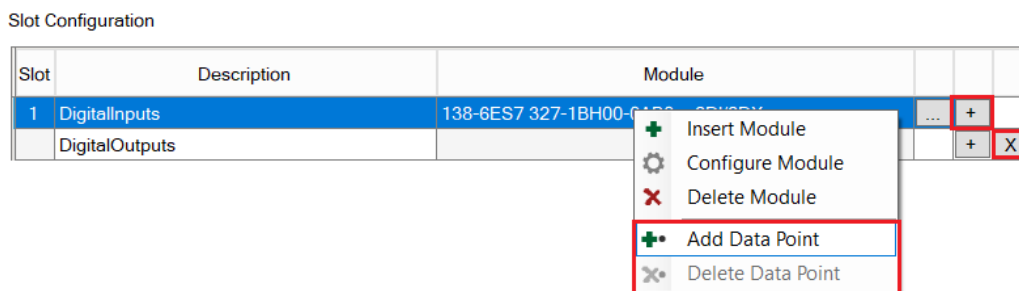 Slot Configuration
Slot Description Module
1 DigitalInputs 138-6ES7 327-1BH00- ... +
DigitalOutputs + X
Insert Module
Configure Module
Delete Module
Add Data Point
Delete Data Point